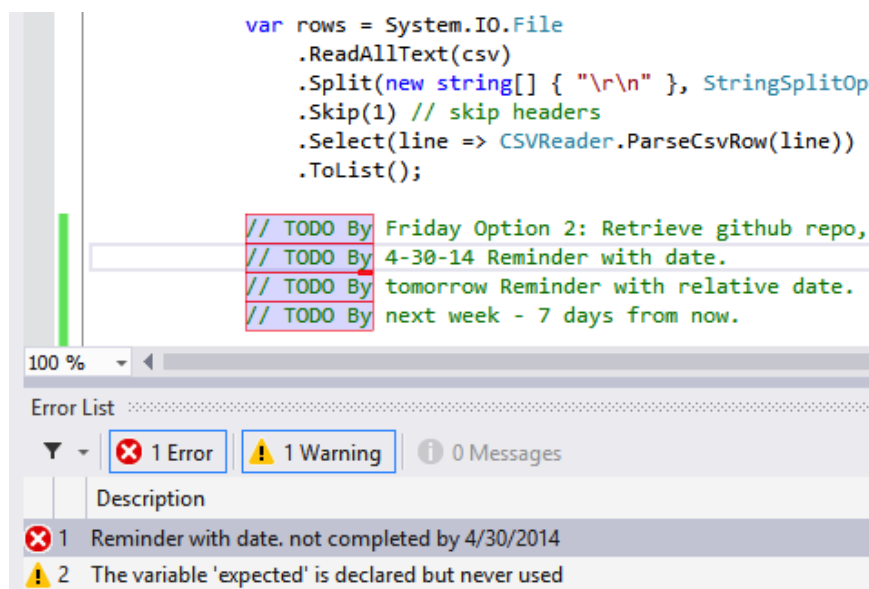 var rows = System.IO.File
.ReadAllText(csv)
.Split(new string[] { "\r\n" }, StringSplitOp
.Skip(1) // skip headers
.Select(line => CSVReader.ParseCsvRow(line))
.ToList();
// TODO By Friday Option 2: Retrieve github repo,
// TODO By 4-30-14 Reminder with date.
// TODO By tomorrow Reminder with relative date.
// TODO By next week - 7 days from now.
100 %
Error List
1 Error 1 Warning 0 Messages
Description
1 Reminder with date. not completed by 4/30/2014
2 The variable 'expected' is declared but never used